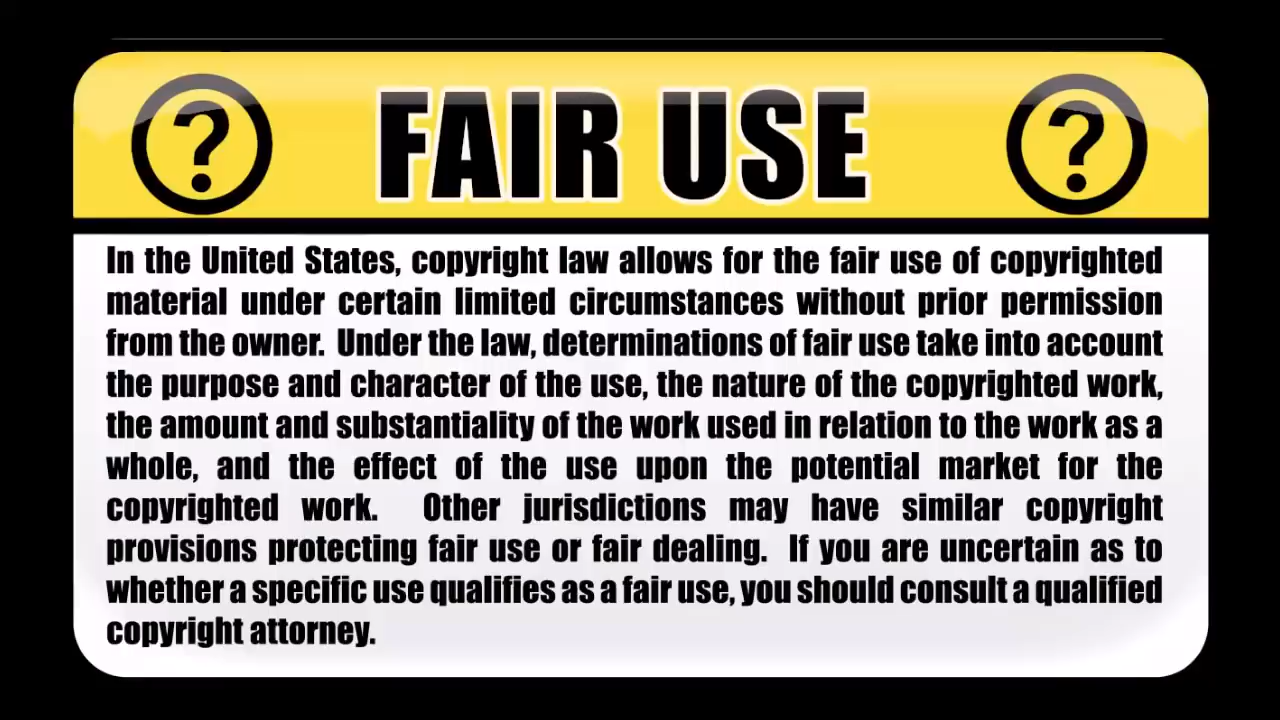 ? FAIR USE ?
In the United States, copyright law allows for the fair use of copyrighted
material under certain limited circumstances without prior permission
from the owner. Under the law, determinations of fair use take into account
the purpose and character of the use, the nature of the copyrighted work,
the amount and substantiality of the work used in relation to the work as a
whole, and the effect of the use upon the potential market for the
copyrighted work. Other jurisdictions may have similar copyright
provisions protecting fair use or fair dealing. If you are uncertain as to
whether a specific use qualifies as a fair use, you should consult a qualified
copyright attorney.